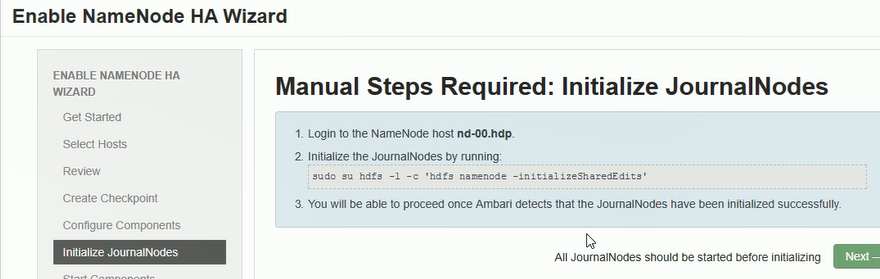 Enable NameNode HA Wizard
ENABLE NAMENODE HA
WIZARD
Get Started
Select Hosts
Review
Create Checkpoint
Configure Components
Initialize JournalNodes
Start Components
Manual Steps Required: Initialize JournalNodes
1. Login to the NameNode host nd-00.hdp.
2. Initialize the JournalNodes by running:
sudo su hdfs -l -c 'hdfs namenode -initializeSharedEdits'
3. You will be able to proceed once Ambari detects that the JournalNodes have been initialized successfully.
All JournalNodes should be started before initializing
Next